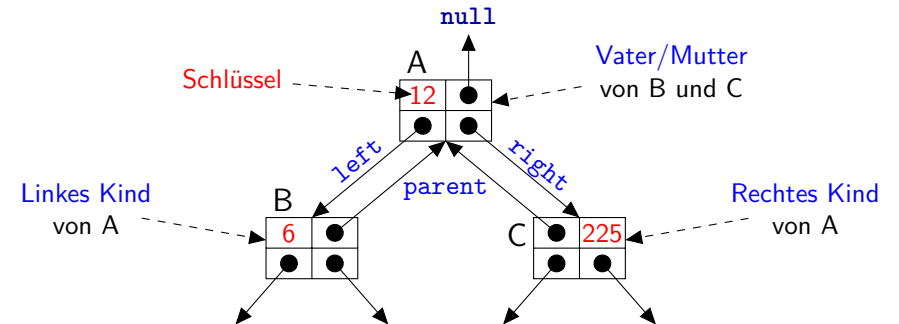 null
A
Vater/Mutter
von B und C
Schlüssel
12
left
right
parent
Linkes Kind
von A
B
6
C
225
Rechtes Kind
von A